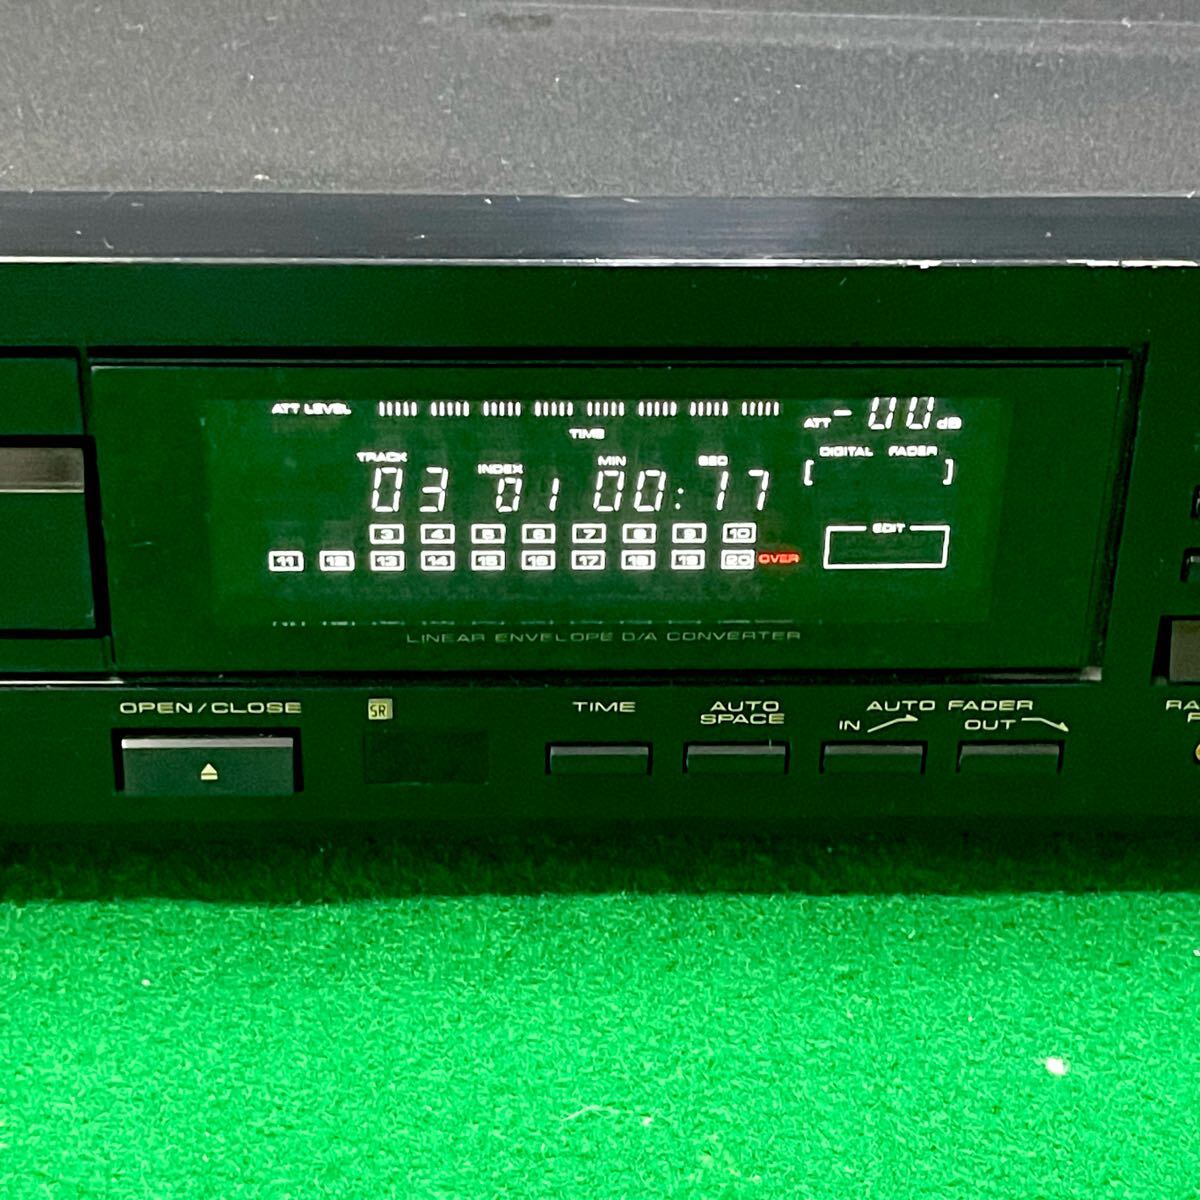 ATT LEVEL
ATT -00 dB
TIME
DIGITAL FADER
TRACK INDEX MIN SEC
03 01 00:17
[ ]
3 4 5 6 7 8 9 10
EDIT
11 12 13 14 15 16 17 18 19 20 OVER
LINEAR ENVELOPE D/A CONVERTER
OPEN/CLOSE
SR
TIME
AUTO SPACE
AUTO FADER
IN OUT